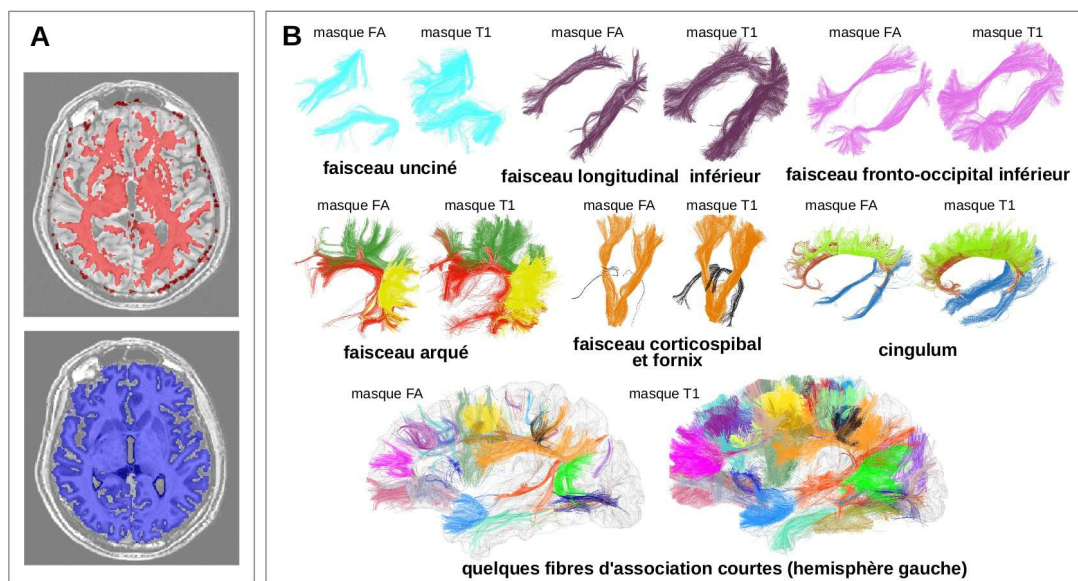 A
B
masque FA
masque T1
faisceau unciné
masque FA
masque T1
faisceau longitudinal inférieur
masque FA
masque T1
faisceau fronto-occipital inférieur
masque FA
masque T1
faisceau arqué
masque FA
masque T1
faisceau corticospibal
et fornix
masque FA
masque T1
cingulum
masque FA
masque T1
quelques fibres d'association courtes (hemisphère gauche)